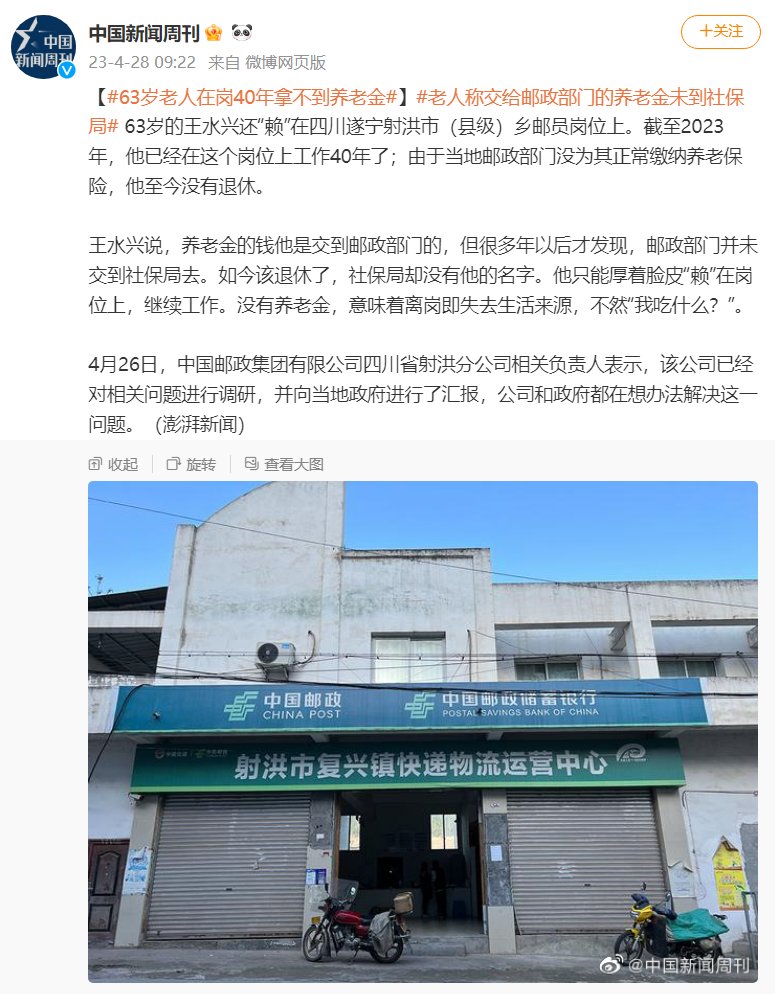 中国新闻周刊
中国
新闻周刊
+关注
23-4-28 09:22 来自 微博网页版
【#63岁老人在岗40年拿不到养老金#】#老人称交给邮政部门的养老金未到社保
局# 63岁的王水兴还“赖”在四川遂宁射洪市（县级）乡邮员岗位上。截至2023
年，他已经在这个岗位上工作40年了；由于当地邮政部门没为其正常缴纳养老保
险，他至今没有退休。
王水兴说，养老金的钱他是交到邮政部门的，但很多年以后才发现，邮政部门并未
交到社保局去。如今该退休了，社保局却没有他的名字。他只能厚着脸皮“赖”在岗
位上，继续工作。没有养老金，意味着离岗即失去生活来源，不然“我吃什么？”。
4月26日，中国邮政集团有限公司四川省射洪分公司相关负责人表示，该公司已经
对相关问题进行调研，并向当地政府进行了汇报，公司和政府都在想办法解决这一
问题。（澎湃新闻）
收起 旋转 查看大图
中国邮政
CHINA POST
中国邮政储蓄银行
POSTAL SAVINGS BANK OF CHINA
射洪市复兴镇快递物流运营中心
@中国新闻周刊